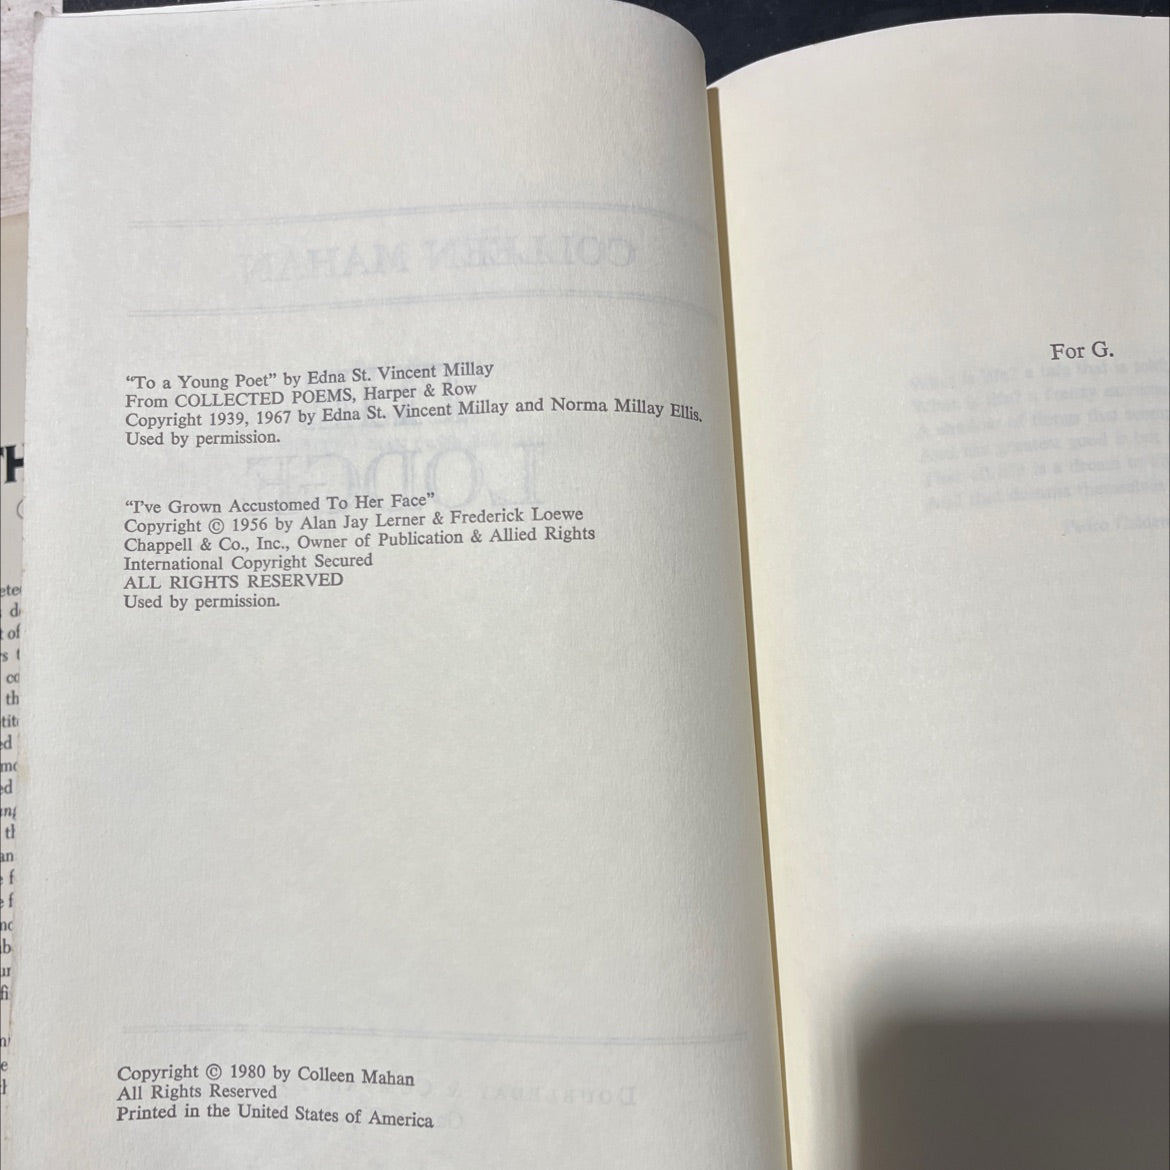 “To a Young Poet” by Edna St. Vincent Millay
From COLLECTED POEMS, Harper & Row
Copyright 1939, 1967 by Edna St. Vincent Millay and Norma Millay Ellis.
Used by permission.
“I've Grown Accustomed To Her Face”
Copyright © 1956 by Alan Jay Lerner & Frederick Loewe
Chappell & Co., Inc., Owner of Publication & Allied Rights
International Copyright Secured
ALL RIGHTS RESERVED
Used by permission.
Copyright © 1980 by Colleen Mahan
All Rights Reserved
Printed in the United States of America
For G.